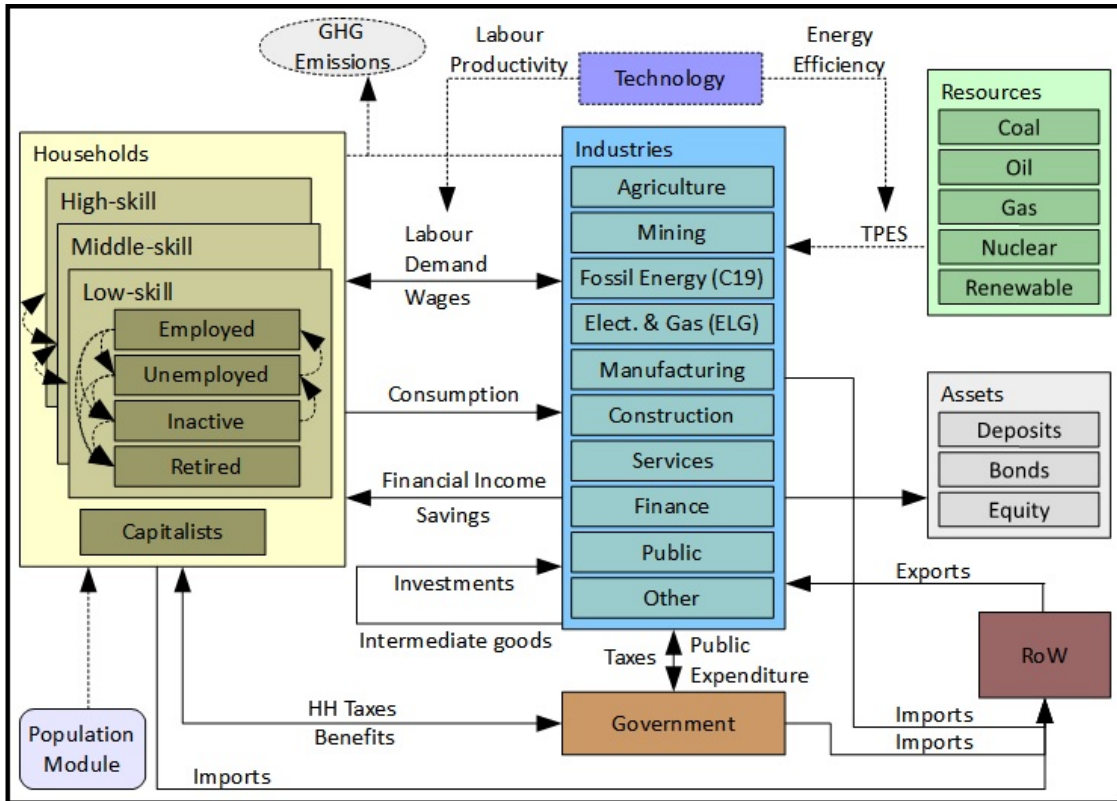 GHG
Emissions
Labour
Productivity
Technology
Energy
Efficiency
Resources
Coal
Oil
Gas
Nuclear
Renewable
TPES
Households
High-skill
Middle-skill
Low-skill
Employed
Unemployed
Inactive
Retired
Capitalists
Labour
Demand
Wages
Consumption
Financial Income
Savings
Investments
Intermediate goods
Industries
Agriculture
Mining
Fossil Energy (C19)
Elect. & Gas (ELG)
Manufacturing
Construction
Services
Finance
Public
Other
Assets
Deposits
Bonds
Equity
Exports
RoW
Taxes
Public
Expenditure
Government
HH Taxes
Benefits
Imports
Imports
Imports
Population
Module